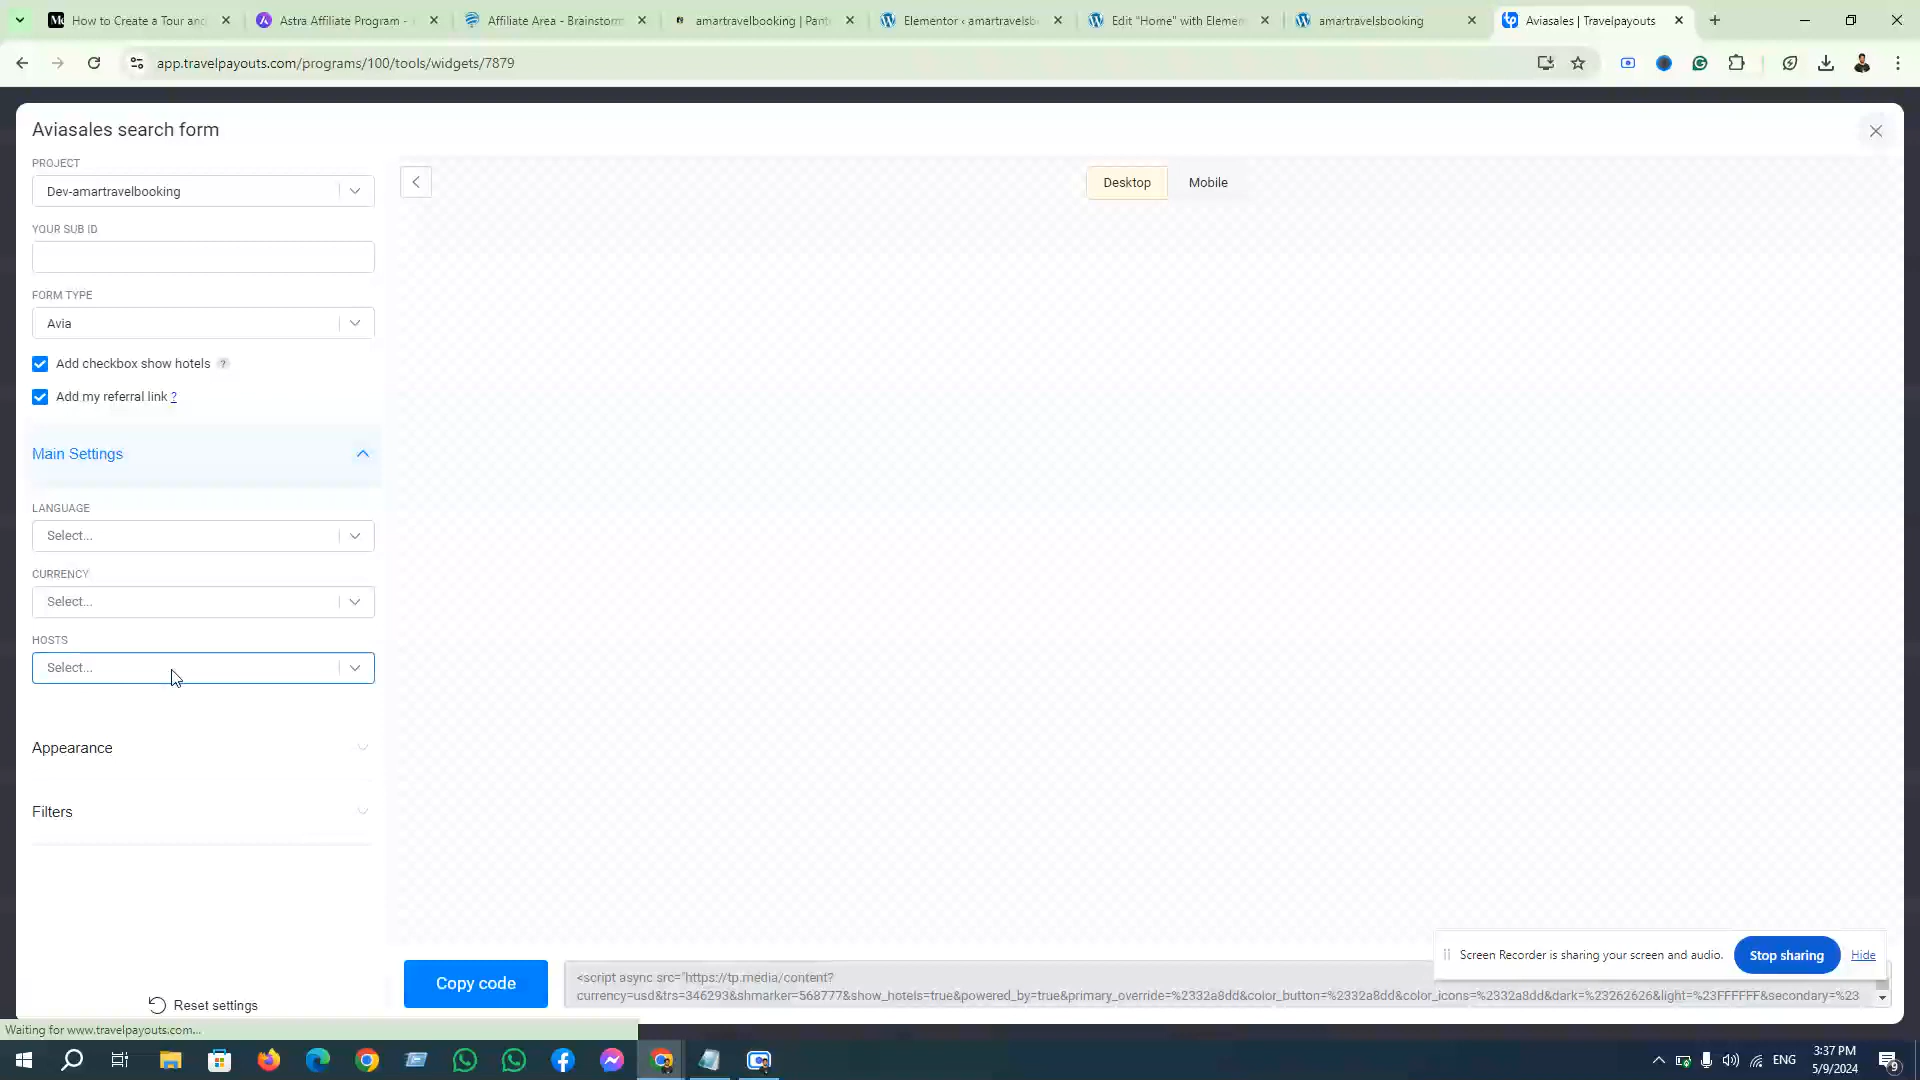 How to Create a Tour and
Astra Affiliate Program -
Affiliate Area - Brainstorm
amartravelbooking | Pant
Elementor ‹ amartravelsb
Edit "Home" with Elemen
amartravelsbooking
Aviasales | Travelpayouts
app.travelpayouts.com/programs/100/tools/widgets/7879
Aviasales search form
PROJECT
Dev-amartravelbooking
Desktop
Mobile
YOUR SUB ID
FORM TYPE
Avia
Add checkbox show hotels ?
Add my referral link ?
Main Settings
LANGUAGE
Select...
CURRENCY
Select...
HOSTS
Select...
Appearance
Filters
Screen Recorder is sharing your screen and audio.
Stop sharing
Hide
Copy code
<script async src="https://tp.media/content?
currency=usd&trs=346293&shmarker=568777&show_hotels=true&powered_by=true&primary_override=%2332a8dd&color_button=%2332a8dd&color_icons=%2332a8dd&dark=%23262626&light=%23FFFFFF&secondary=%23
Reset settings
Waiting for www.travelpayouts.com...
ENG
3:37 PM
5/9/2024
9